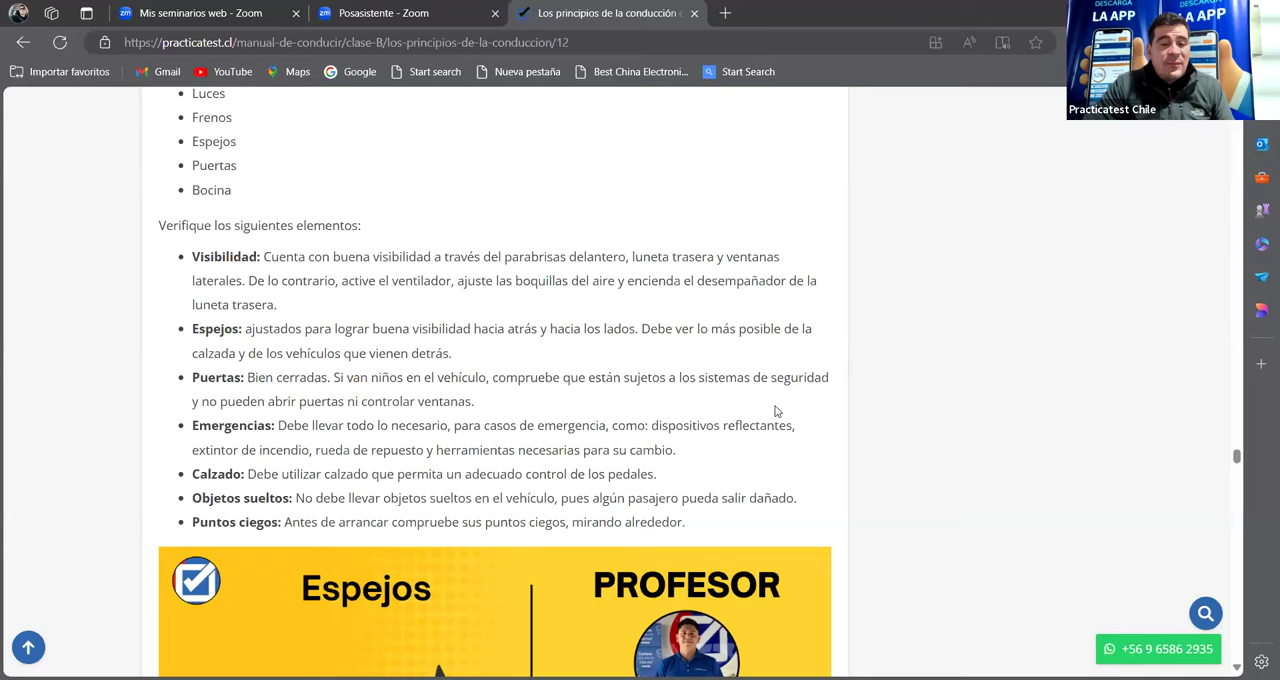 Mis seminarios web - Zoom
Posasistente - Zoom
Los principios de la conducción
https://practicatest.cl/manual-de-conducir/clase-B/los-principios-de-la-conduccion/12
Importar favoritos
Gmail
YouTube
Maps
Google
Start search
Nueva pestaña
Best China Electroni...
Start Search
DESCARGA
LA APP
DESCARGA
LA APP
Practicatest Chile
Luces
Frenos
Espejos
Puertas
Bocina
Verifique los siguientes elementos:
Visibilidad: Cuenta con buena visibilidad a través del parabrisas delantero, luneta trasera y ventanas
laterales. De lo contrario, active el ventilador, ajuste las boquillas del aire y encienda el desempañador de la
luneta trasera.
Espejos: ajustados para lograr buena visibilidad hacia atrás y hacia los lados. Debe ver lo más posible de la
calzada y de los vehículos que vienen detrás.
Puertas: Bien cerradas. Si van niños en el vehículo, compruebe que están sujetos a los sistemas de seguridad
y no pueden abrir puertas ni controlar ventanas.
Emergencias: Debe llevar todo lo necesario, para casos de emergencia, como: dispositivos reflectantes,
extintor de incendio, rueda de repuesto y herramientas necesarias para su cambio.
Calzado: Debe utilizar calzado que permita un adecuado control de los pedales.
Objetos sueltos: No debe llevar objetos sueltos en el vehículo, pues algún pasajero pueda salir dañado.
Puntos ciegos: Antes de arrancar compruebe sus puntos ciegos, mirando alrededor.
Espejos
PROFESOR
+56 9 6586 2935